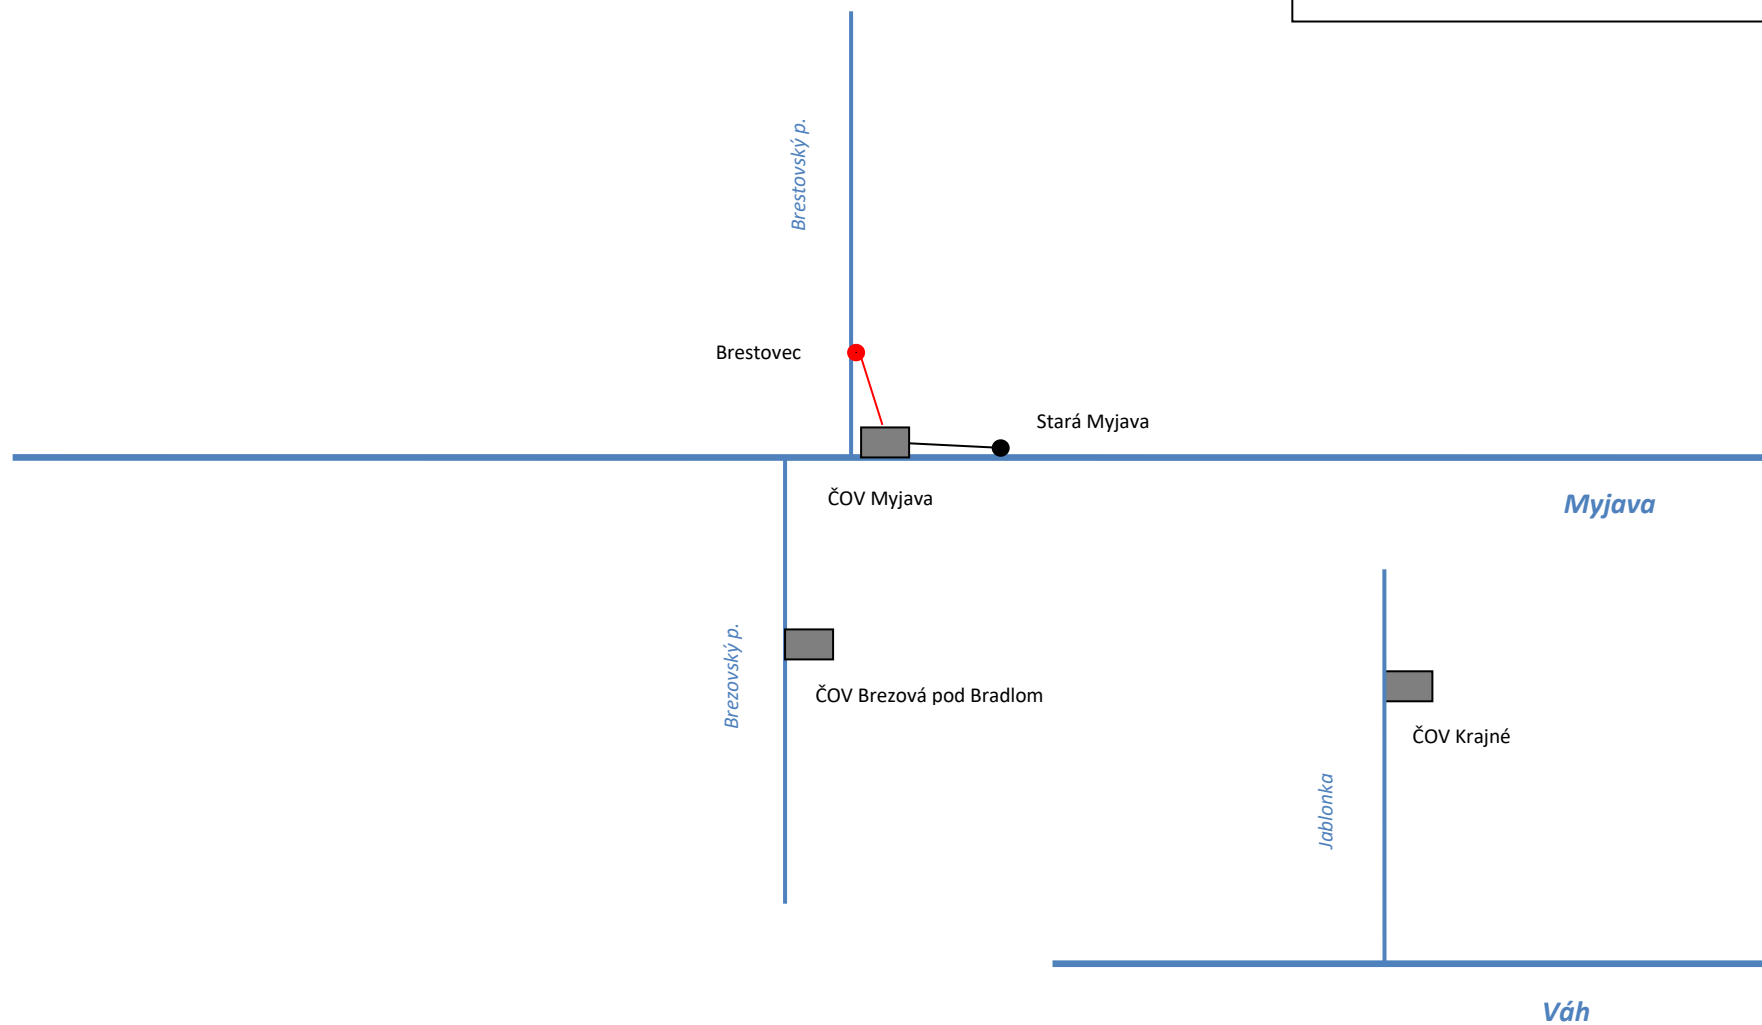 Brestovský p.
Brestovec
Stará Myjava
ČOV Myjava
Myjava
Brezovský p.
ČOV Brezová pod Bradlom
ČOV Krajné
Jablonka
Váh